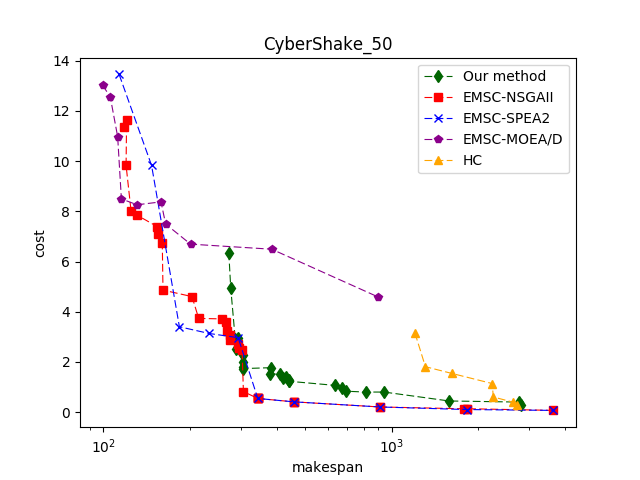 CyberShake_50
14
12
10
8
6
4
2
0
cost
10²
10³
makespan
Our method
EMSC-NSGAII
EMSC-SPEA2
EMSC-MOEA/D
HC